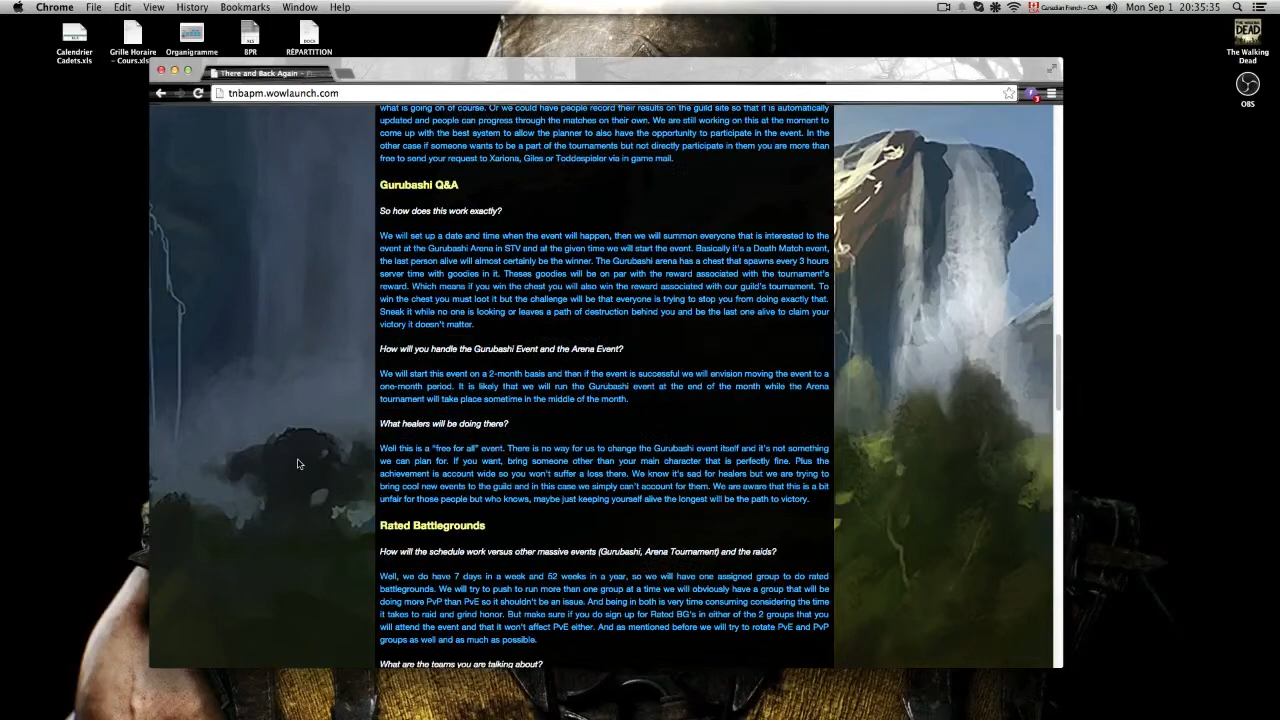 Chrome File Edit View History Bookmarks Window Help
Canadian French – CSA Mon Sep 1 20:35:35
Calendrier Cadets.xls
Grille Horaire – Cours.xls
Organigramme
BPR
RÉPARTITION
The Walking Dead
OBS
There and Back Again –
tnbapm.wowlaunch.com
what is going on of course. Or we could have people record their results on the guild site so that it is automatically
updated and people can progress through the matches on their own. We are still working on this at the moment to
come up with the best system to allow the planner to also have the opportunity to participate in the event. In the
other case if someone wants to be a part of the tournaments but not directly participate in them you are more than
free to send your request to Xariona, Giles or Toddespieler via in game mail.
Gurubashi Q&A
So how does this work exactly?
We will set up a date and time when the event will happen, then we will summon everyone that is interested to the
event at the Gurubashi Arena in STV and at the given time we will start the event. Basically it's a Death Match event,
the last person alive will almost certainly be the winner. The Gurubashi arena has a chest that spawns every 3 hours
server time with goodies in it. Theses goodies will be on par with the reward associated with the tournament's
reward. Which means if you win the chest you will also win the reward associated with our guild's tournament. To
win the chest you must loot it but the challenge will be that everyone is trying to stop you from doing exactly that.
Sneak it while no one is looking or leaves a path of destruction behind you and be the last one alive to claim your
victory it doesn't matter.
How will you handle the Gurubashi Event and the Arena Event?
We will start this event on a 2-month basis and then if the event is successful we will envision moving the event to a
one-month period. It is likely that we will run the Gurubashi event at the end of the month while the Arena
tournament will take place sometime in the middle of the month.
What healers will be doing there?
Well this is a "free for all" event. There is no way for us to change the Gurubashi event itself and it's not something
we can plan for. If you want, bring someone other than your main character that is perfectly fine. Plus the
achievement is account wide so you won't suffer a loss there. We know it's sad for healers but we are trying to
bring cool new events to the guild and in this case we simply can't account for them. We are aware that this is a bit
unfair for those people but who knows, maybe just keeping yourself alive the longest will be the path to victory.
Rated Battlegrounds
How will the schedule work versus other massive events (Gurubashi, Arena Tournament) and the raids?
Well, we do have 7 days in a week and 52 weeks in a year, so we will have one assigned group to do rated
battlegrounds. We will try to push to run more than one group at a time we will obviously have a group that will be
doing more PvP than PvE so it shouldn't be an issue. And being in both is very time consuming considering the time
it takes to raid and grind honor. But make sure if you do sign up for Rated BG's in either of the 2 groups that you
will attend the event and that it won't affect PvE either. And as mentioned before we will try to rotate PvE and PvP
groups as well and as much as possible.
What are the teams you are talking about?